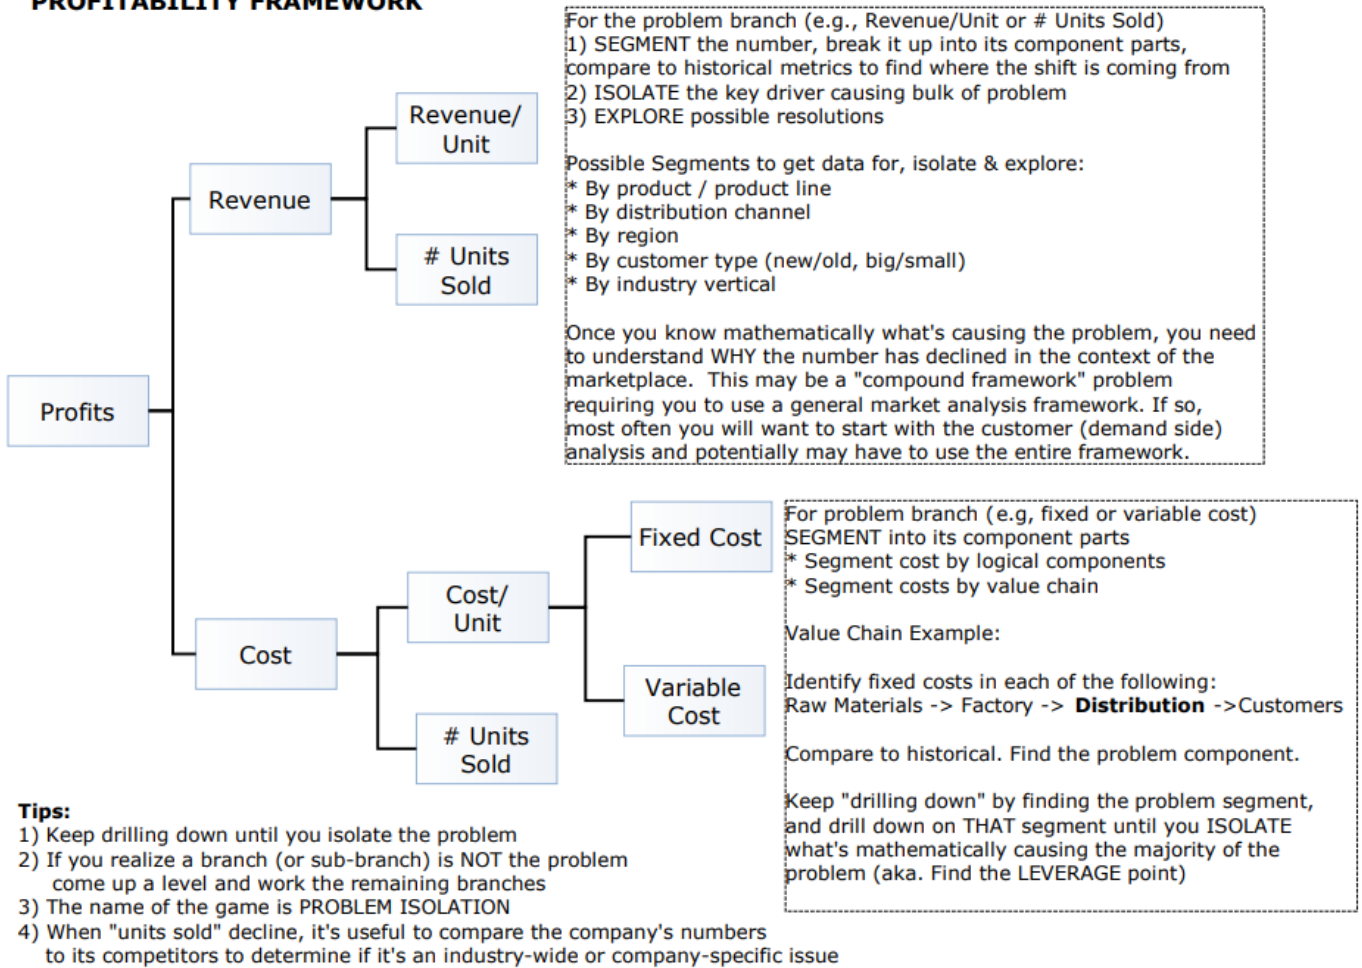 PROFITABILITY FRAMEWORK
For the problem branch (e.g., Revenue/Unit or # Units Sold)
1) SEGMENT the number, break it up into its component parts,
compare to historical metrics to find where the shift is coming from
2) ISOLATE the key driver causing bulk of problem
3) EXPLORE possible resolutions
Possible Segments to get data for, isolate & explore:
* By product / product line
* By distribution channel
* By region
* By customer type (new/old, big/small)
* By industry vertical
Once you know mathematically what's causing the problem, you need
to understand WHY the number has declined in the context of the
marketplace.  This may be a "compound framework" problem
requiring you to use a general market analysis framework. If so,
most often you will want to start with the customer (demand side)
analysis and potentially may have to use the entire framework.
Revenue/
Unit
Revenue
# Units
Sold
Profits
Fixed Cost
Cost/
Unit
Cost
Variable
Cost
# Units
Sold
For problem branch (e.g, fixed or variable cost)
SEGMENT into its component parts
* Segment cost by logical components
* Segment costs by value chain
Value Chain Example:
Identify fixed costs in each of the following:
Raw Materials -> Factory -> Distribution ->Customers
Compare to historical. Find the problem component.
Keep "drilling down" by finding the problem segment,
and drill down on THAT segment until you ISOLATE
what's mathematically causing the majority of the
problem (aka. Find the LEVERAGE point)
Tips:
1) Keep drilling down until you isolate the problem
2) If you realize a branch (or sub-branch) is NOT the problem
come up a level and work the remaining branches
3) The name of the game is PROBLEM ISOLATION
4) When "units sold" decline, it's useful to compare the company's numbers
to its competitors to determine if it's an industry-wide or company-specific issue